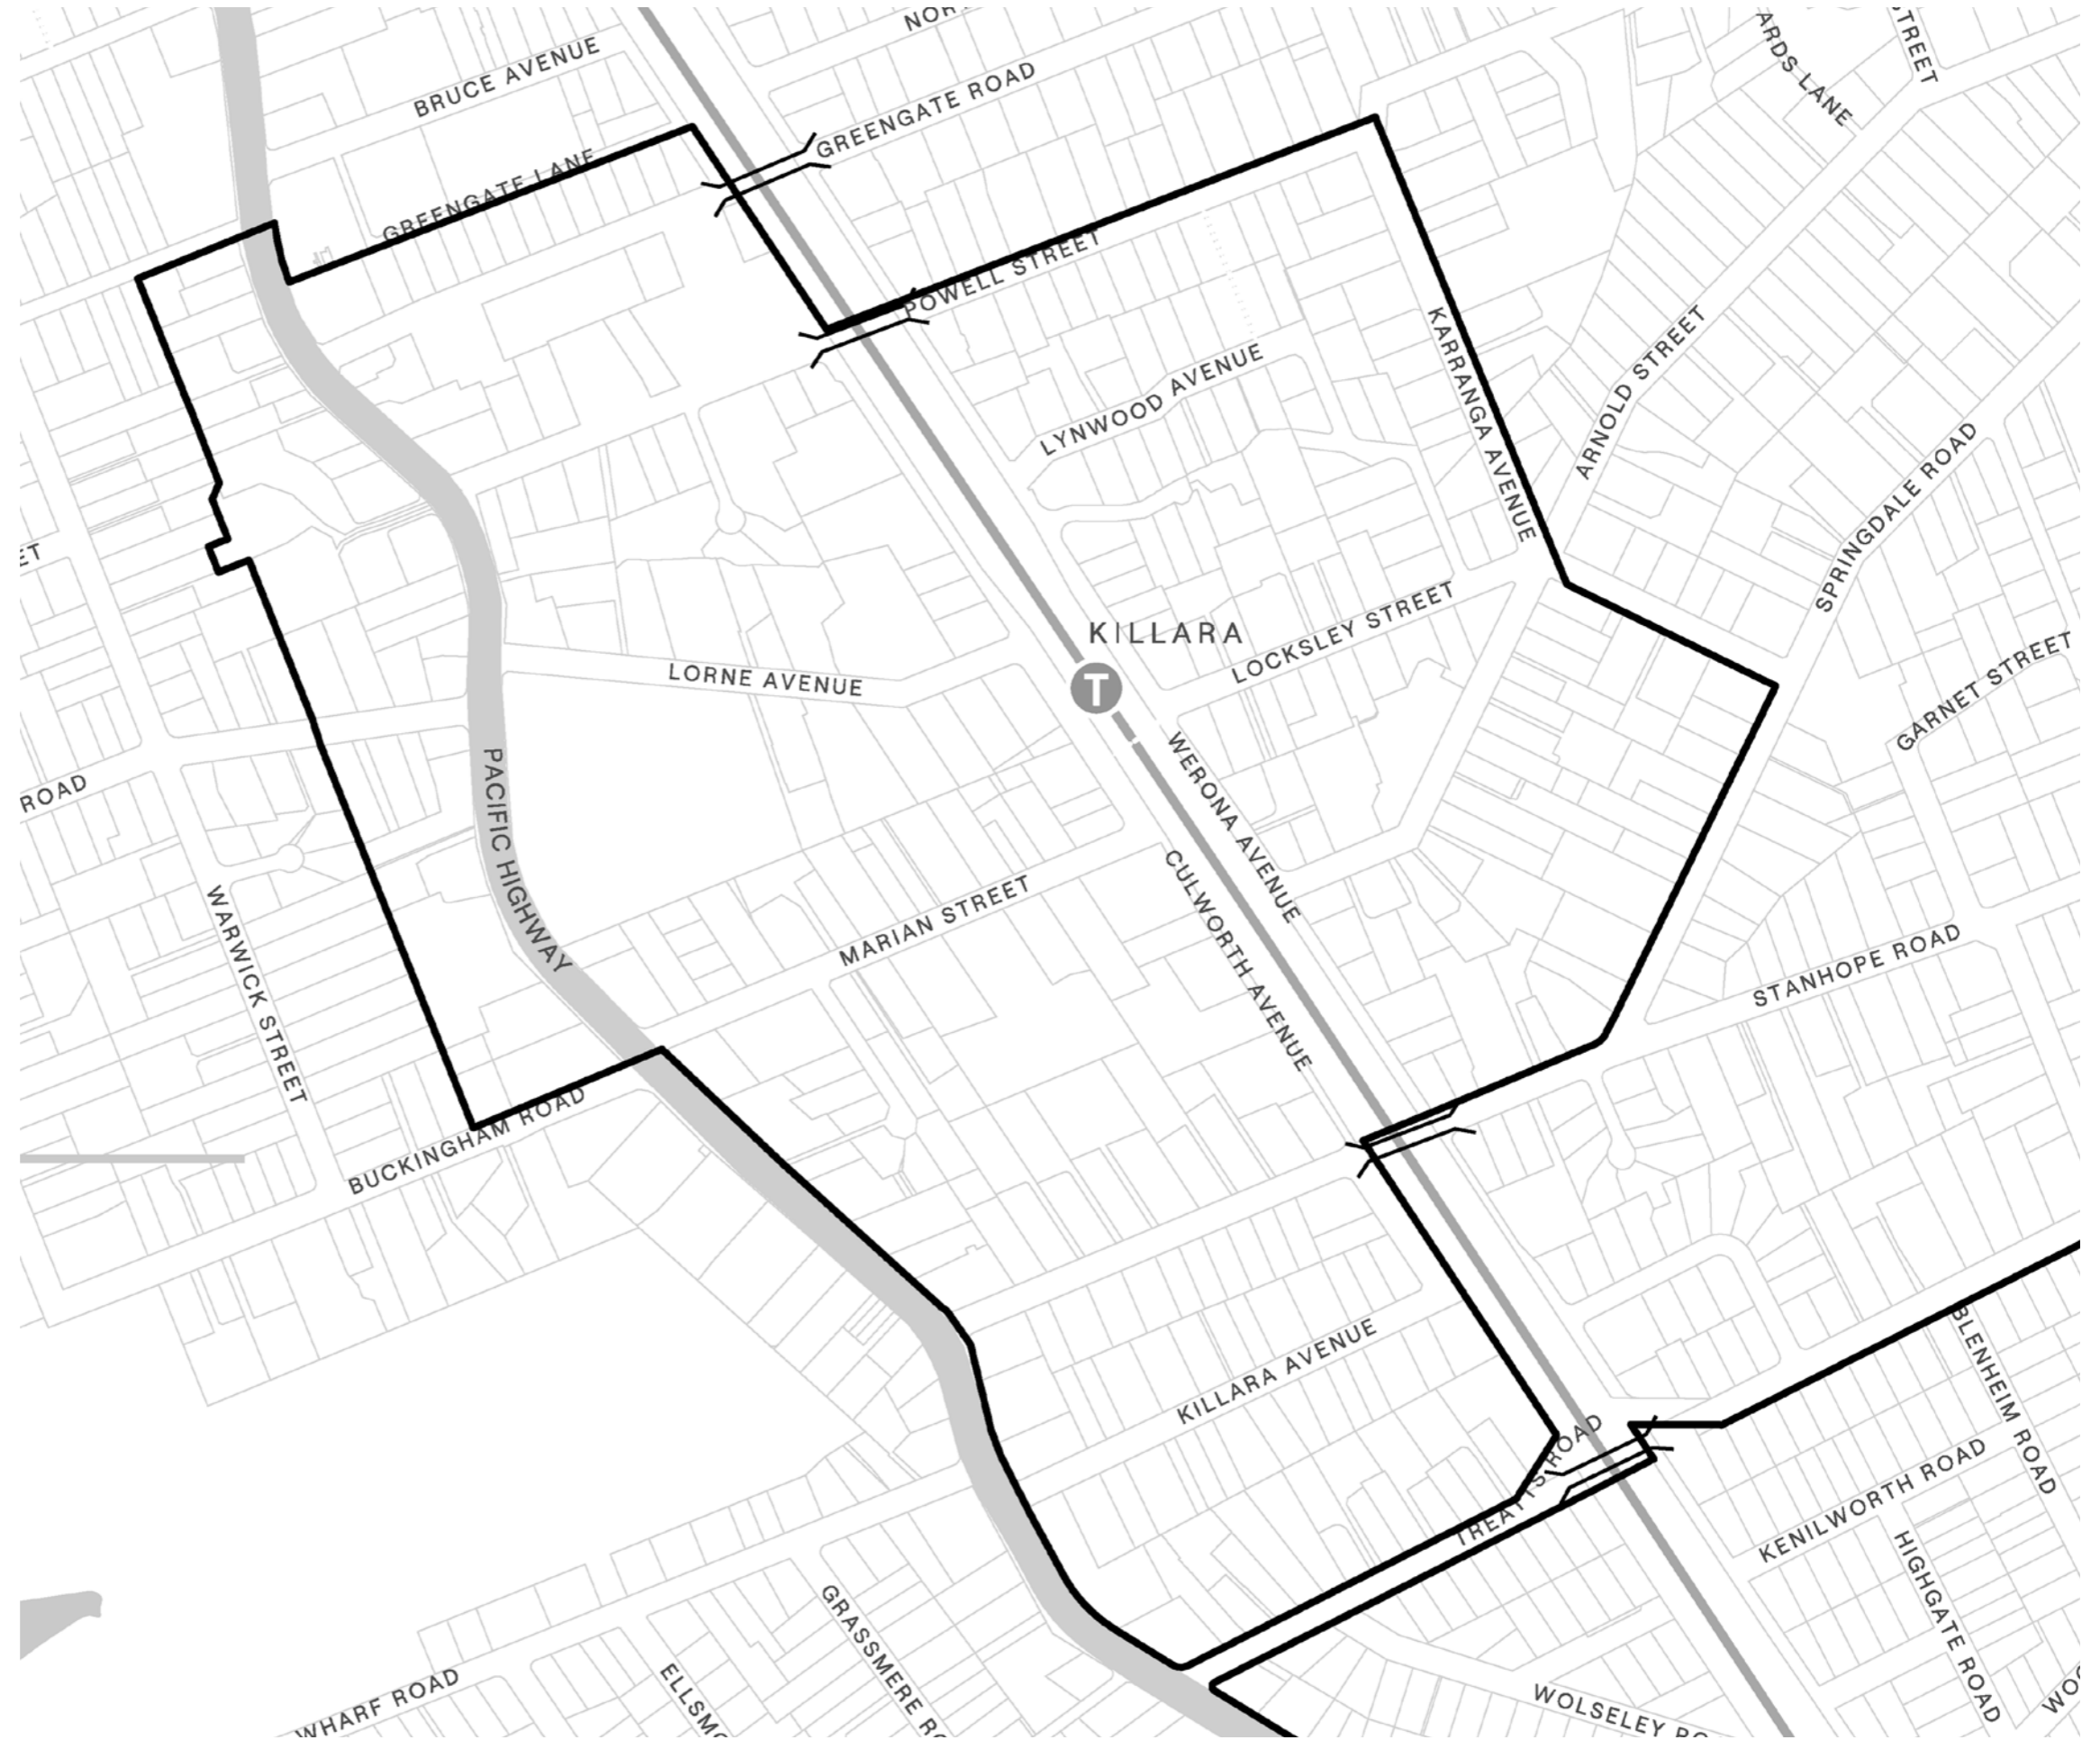 BRUCE AVENUE
GREENGATE ROAD
GREENGATE LANE
POWELL STREET
LYNWOOD AVENUE
KARRANGA AVENUE
ARNOLD STREET
STREET
SPRINGDALE ROAD
GARNET STREET
LOCKSLEY STREET
KILLARA
T
LORNE AVENUE
WERONA AVENUE
CULWORTH AVENUE
PACIFIC HIGHWAY
ROAD
WARWICK STREET
MARIAN STREET
STANHOPE ROAD
BUCKINGHAM ROAD
KILLARA AVENUE
TREATTS ROAD
BLENHEIM ROAD
KENILWORTH ROAD
HIGHGATE ROAD
GRASSMERE
WHARF ROAD
WOLSELEY